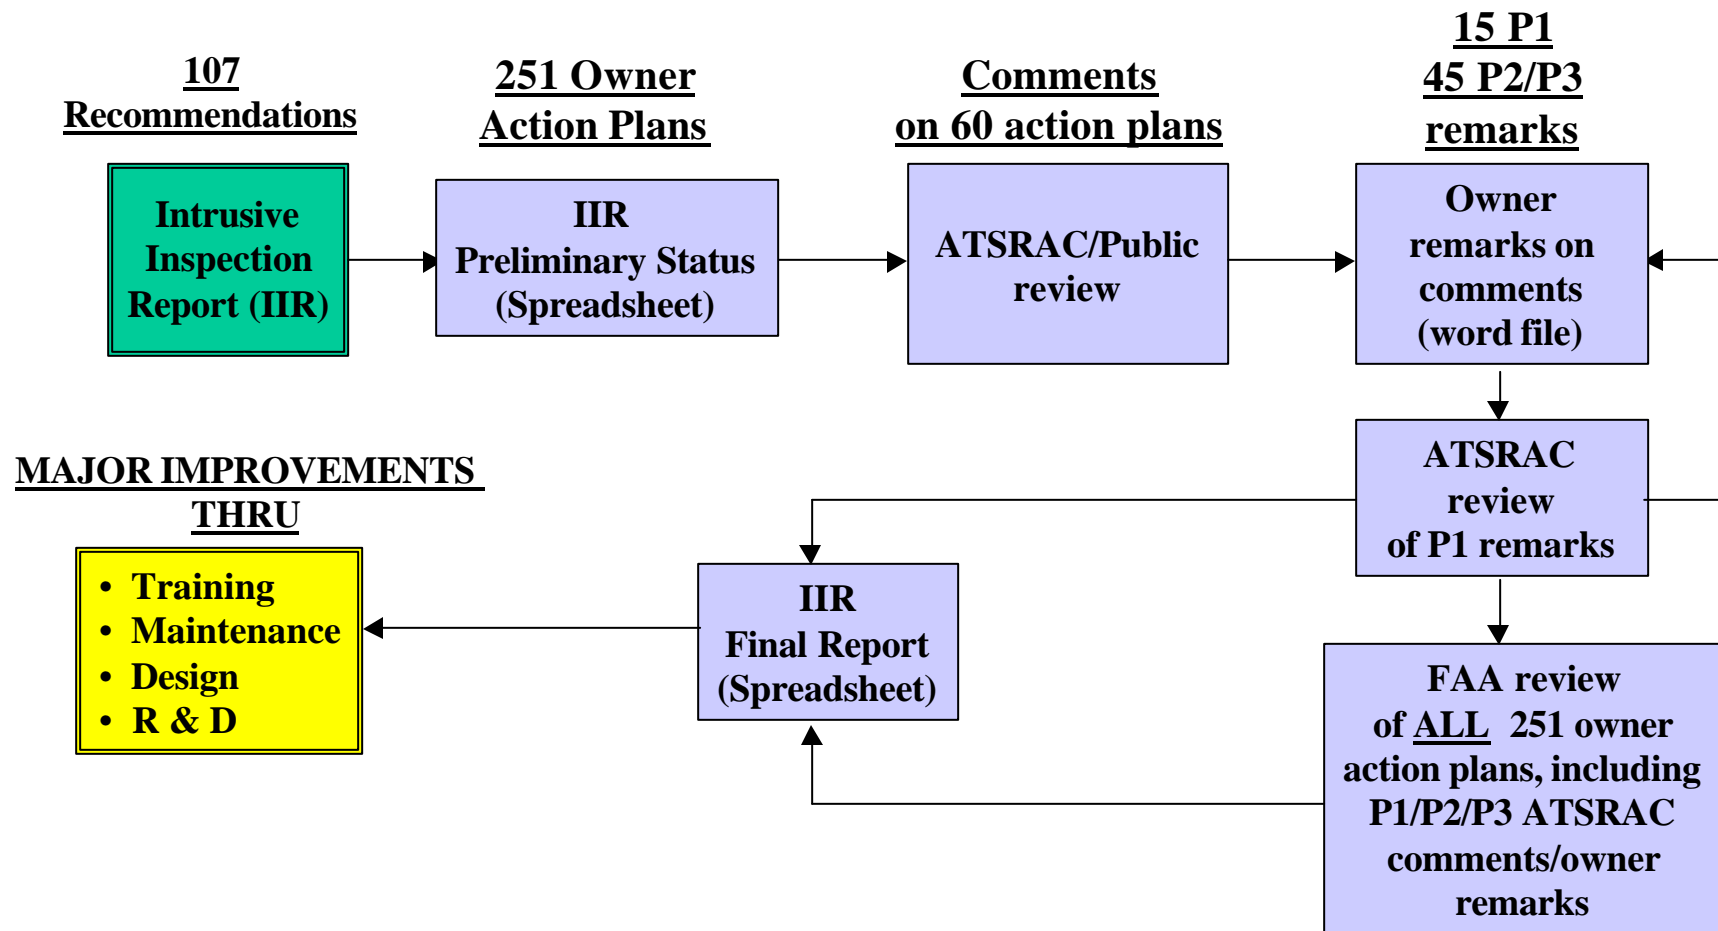 107
Recommendations
251 Owner
Action Plans
Comments
on 60 action plans
15 P1
45 P2/P3
remarks
Intrusive
Inspection
Report (IIR)
IIR
Preliminary Status
(Spreadsheet)
ATSRAC/Public
review
Owner
remarks on
comments
(word file)
ATSRAC
review
of P1 remarks
MAJOR IMPROVEMENTS
THRU
• Training
• Maintenance
• Design
• R & D
IIR
Final Report
(Spreadsheet)
FAA review
of ALL 251 owner
action plans, including
P1/P2/P3 ATSRAC
comments/owner
remarks